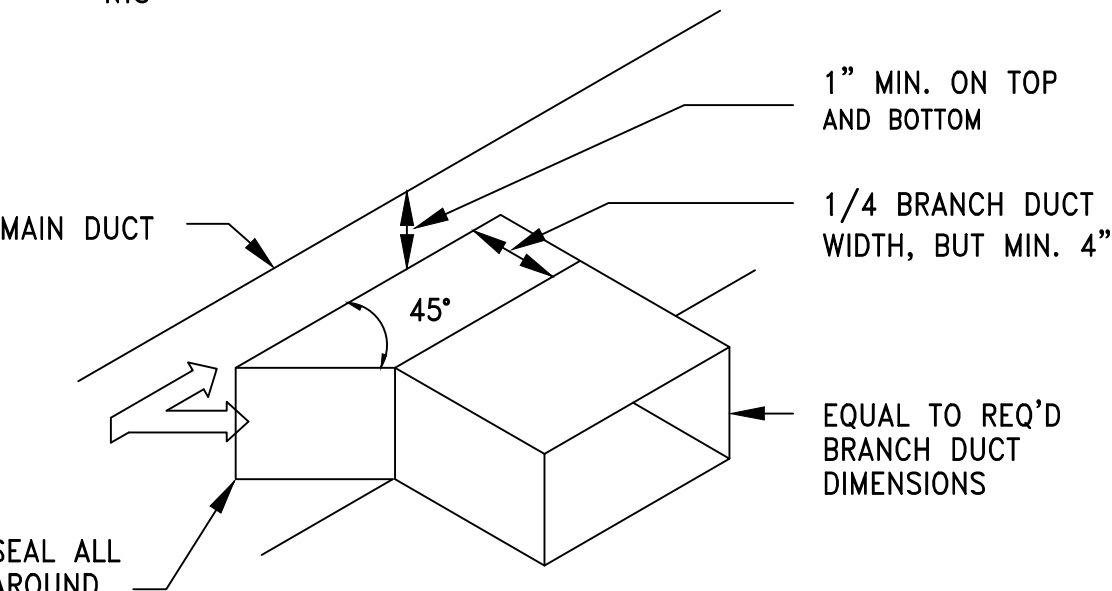 NTS
1” MIN. ON TOP
AND BOTTOM
MAIN DUCT
1/4 BRANCH DUCT
WIDTH, BUT MIN. 4”
45°
EQUAL TO REQ’D
BRANCH DUCT
DIMENSIONS
SEAL ALL
AROUND